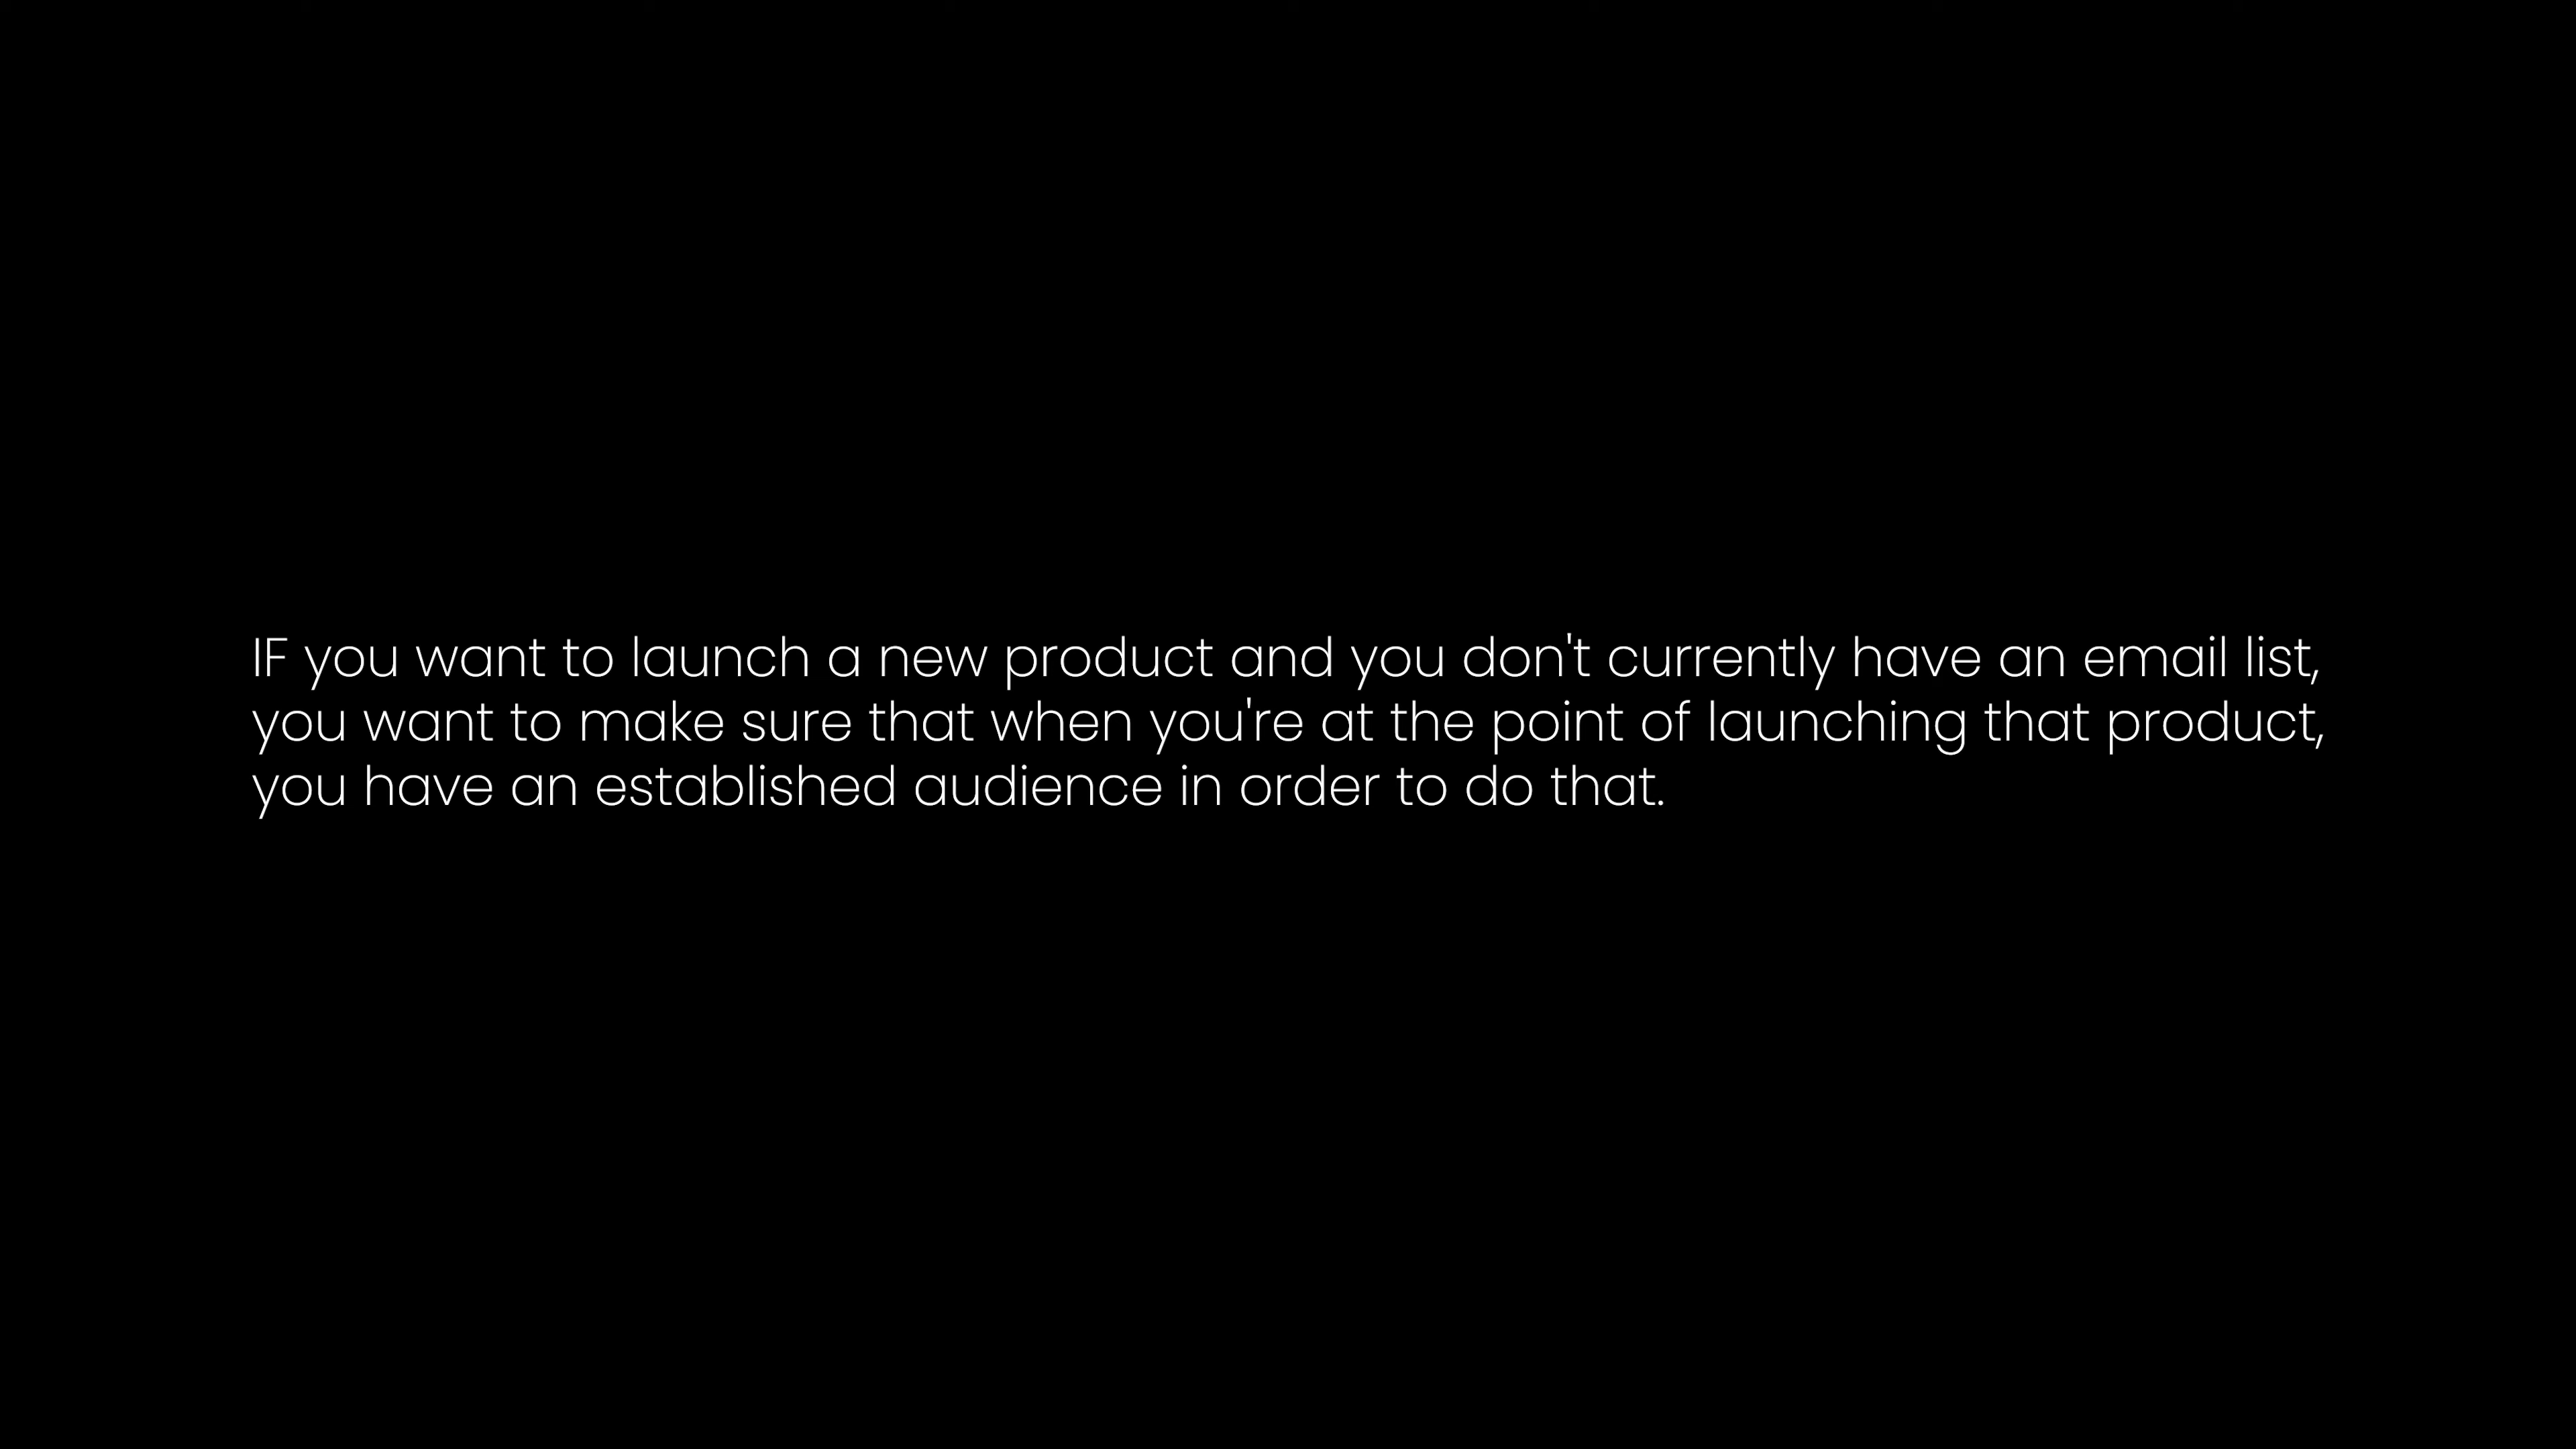 IF you want to launch a new product and you don't currently have an email list,
you want to make sure that when you're at the point of launching that product,
you have an established audience in order to do that.